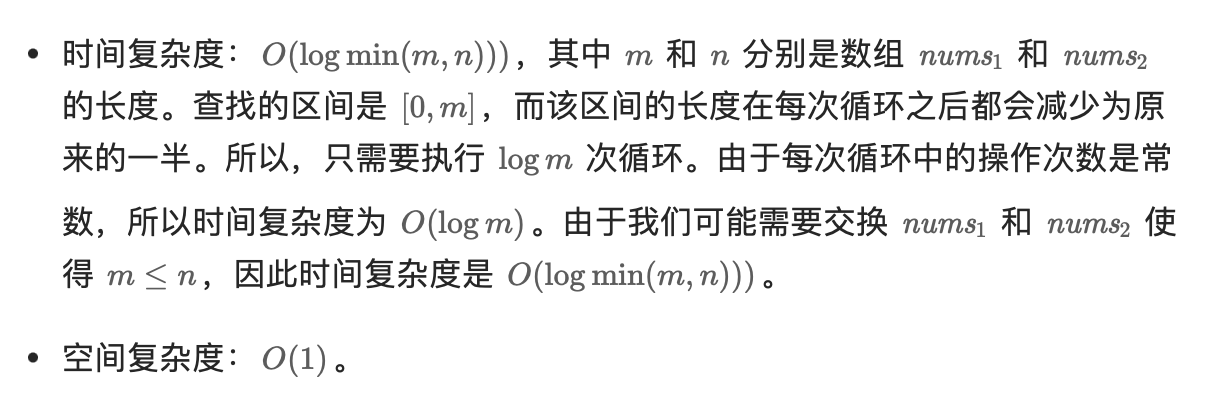 • 时间复杂度：O(log min(m, n)))，其中 m 和 n 分别是数组 nums₁ 和 nums₂
的长度。查找的区间是 [0, m]，而该区间的长度在每次循环之后都会减少为原
来的一半。所以，只需要执行 log m 次循环。由于每次循环中的操作次数是常
数，所以时间复杂度为 O(log m)。由于我们可能需要交换 nums₁ 和 nums₂ 使
得 m ≤ n，因此时间复杂度是 O(log min(m, n)))。
• 空间复杂度：O(1)。